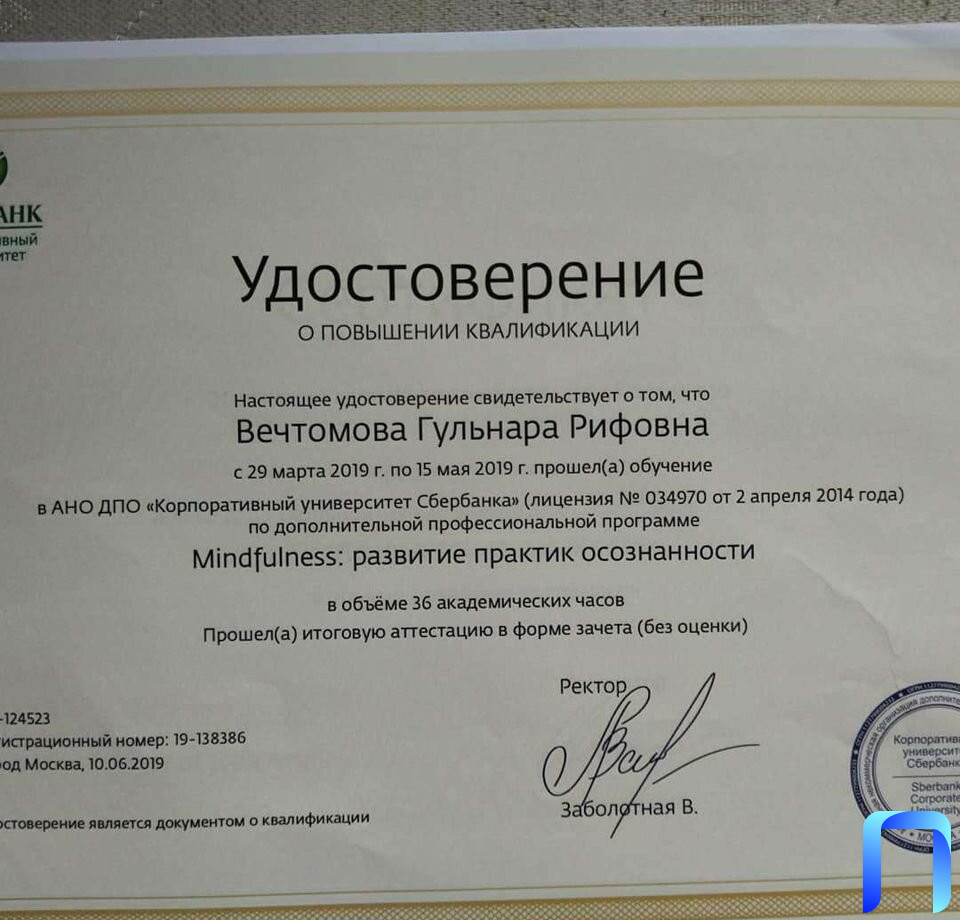 АНК
Удостоверение
О ПОВЫШЕНИИ КВАЛИФИКАЦИИ
Настоящее удостоверение свидетельствует о том, что
Вечтомова Гульнара Рифовна
с 29 марта 2019 г. по 15 мая 2019 г. прошел(а) обучение
в АНО ДПО «Корпоративный университет Сбербанка» (лицензия № 034970 от 2 апреля 2014 года)
по дополнительной профессиональной программе
Mindfulness: развитие практик осознанности
в объёме 36 академических часов
Прошел(а) итоговую аттестацию в форме зачета (без оценки)
Ректор
-124523
истрационный номер: 19-138386
од Москва, 10.06.2019
Заболотная В.
остоверение является документом о квалификации
Корпоратив
университ
Сбербанк
Sberbank
Corporate
University